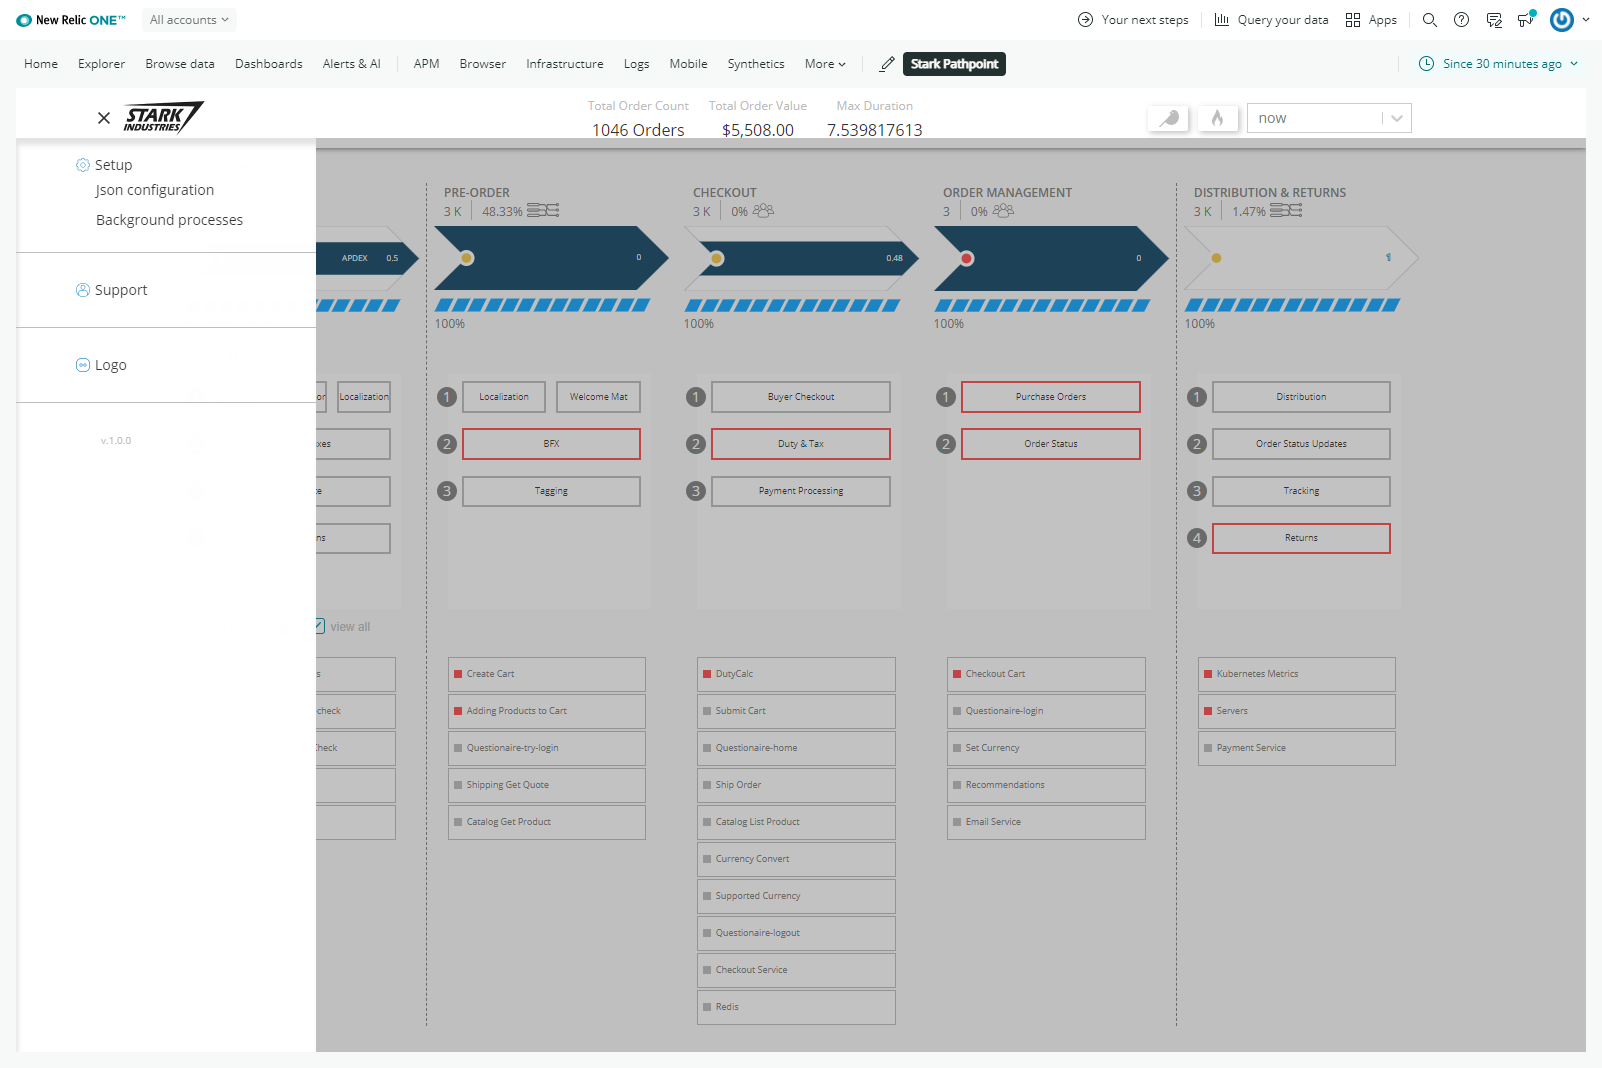 New Relic ONE™
All accounts
Your next steps
Query your data
Apps
Home
Explorer
Browse data
Dashboards
Alerts & AI
APM
Browser
Infrastructure
Logs
Mobile
Synthetics
More
Stark Pathpoint
Since 30 minutes ago
STARK
INDUSTRIES
Total Order Count
Total Order Value
Max Duration
1046 Orders
$5,508.00
7.539817613
now
Setup
Json configuration
Background processes
Support
Logo
v.1.0.0
APDEX 0.5
or
Localization
xes
te
ns
view all
s
check
Check
PRE-ORDER
3 K
48.33%
0
100%
1
Localization
Welcome Mat
2
BFX
3
Tagging
Create Cart
Adding Products to Cart
Questionaire-try-login
Shipping Get Quote
Catalog Get Product
CHECKOUT
3 K
0%
0.48
100%
1
Buyer Checkout
2
Duty & Tax
3
Payment Processing
DutyCalc
Submit Cart
Questionaire-home
Ship Order
Catalog List Product
Currency Convert
Supported Currency
Questionaire-logout
Checkout Service
Redis
ORDER MANAGEMENT
3
0%
0
100%
1
Purchase Orders
2
Order Status
Checkout Cart
Questionaire-login
Set Currency
Recommendations
Email Service
DISTRIBUTION & RETURNS
3 K
1.47%
100%
1
Distribution
2
Order Status Updates
3
Tracking
4
Returns
Kubernetes Metrics
Servers
Payment Service